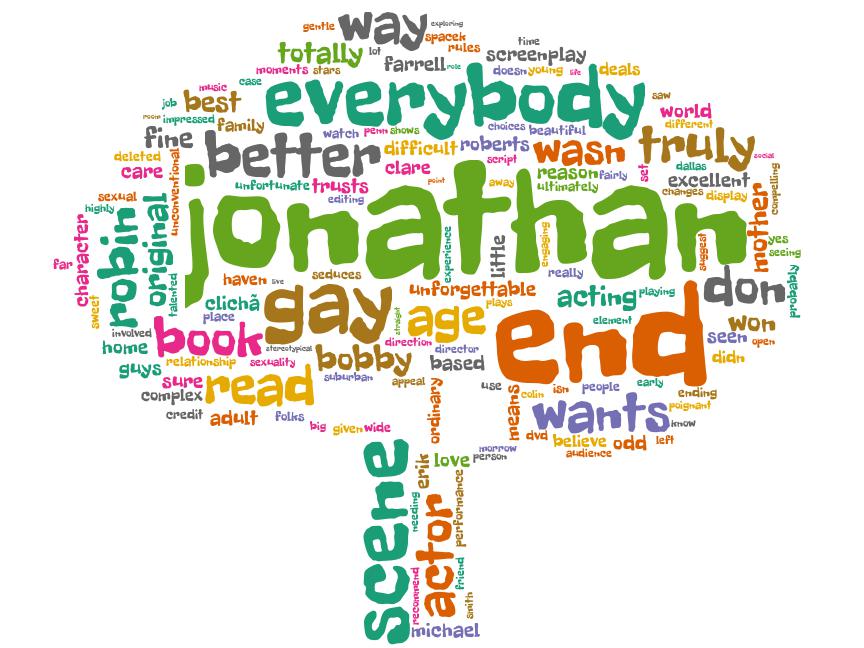 gentle
way
exploring
spacek
totally
lot
rules
time
screenplay
farrell
role
moments
stars
doesn
young
life
deals
music
case
job
best
everybody
saw
world
room
impressed
family
different
fine
watch
penn
shows
choices
beautiful
truly
social
better
difficult
roberts
wasn
deleted
care
clare
script
reason
fairly
set
dallas
excellent
unfortunate
trusts
point
away
ultimately
changes
display
compelling
editing
unconventional
sexual
highly
jonathan
mother
character
robin
original
talented
experience
little
engaging
really
suggest
yes
seeing
probably
far
sweet
haven
live
seduces
unforgettable
acting
playing
don
clichã
gay
place
straight
age
plays
end
element
won
involved
book
stereotypical
direction
director
seen
open
home
relationship
sexuality
bobby
based
didn
guys
suburban
sure
read
appeal
use
colin
isn
people
early
ending
complex
ordinary
means
wants
poignant
credit
adult
folks
know
big
given
wide
dvd
believe
odd
left
morrow
audience
scene
erik
love
person
needing
actor
performance
recommend
friend
smith
michael